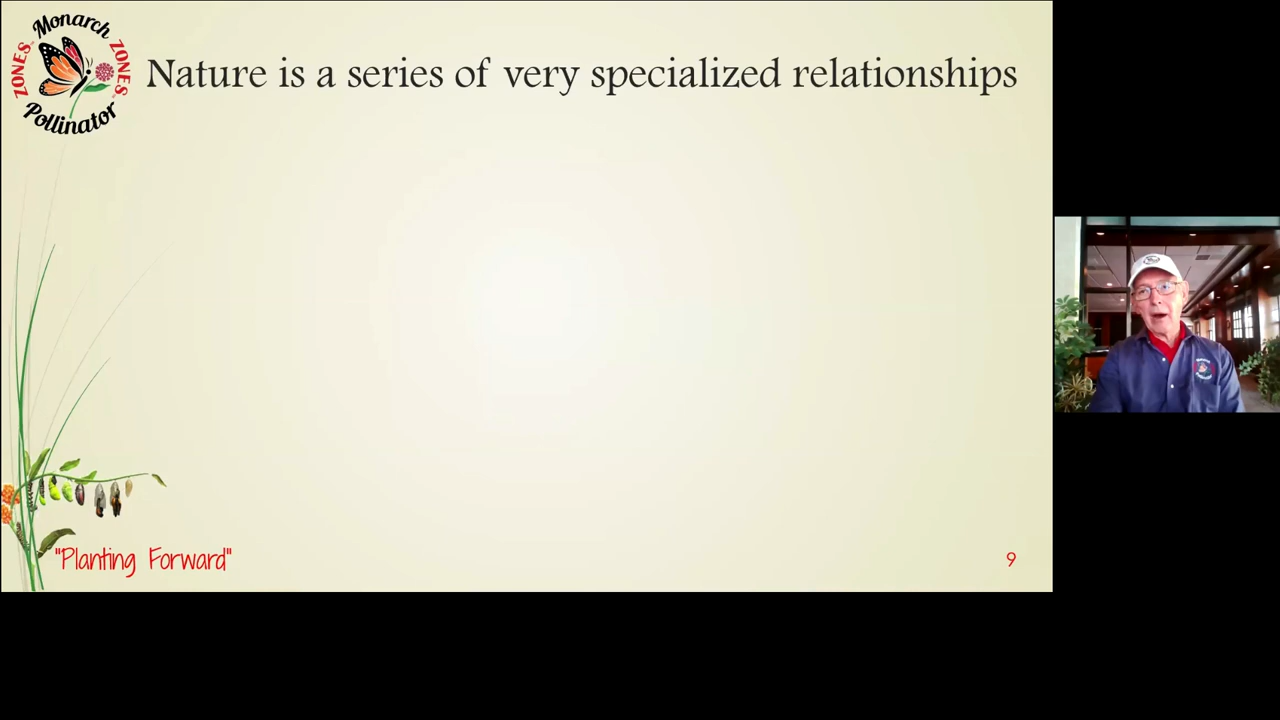 Monarch
ZONES
ZONES
Pollinator
Nature is a series of very specialized relationships
"Planting Forward"
9